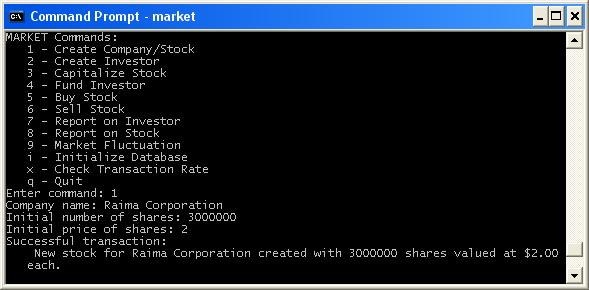 Command Prompt - market
MARKET Commands:
1 - Create Company/Stock
2 - Create Investor
3 - Capitalize Stock
4 - Fund Investor
5 - Buy Stock
6 - Sell Stock
7 - Report on Investor
8 - Report on Stock
9 - Market Fluctuation
i - Initialize Database
x - Check Transaction Rate
q - Quit
Enter command: 1
Company name: Raima Corporation
Initial number of shares: 3000000
Initial price of shares: 2
Successful transaction:
New stock for Raima Corporation created with 3000000 shares valued at $2.00
each.